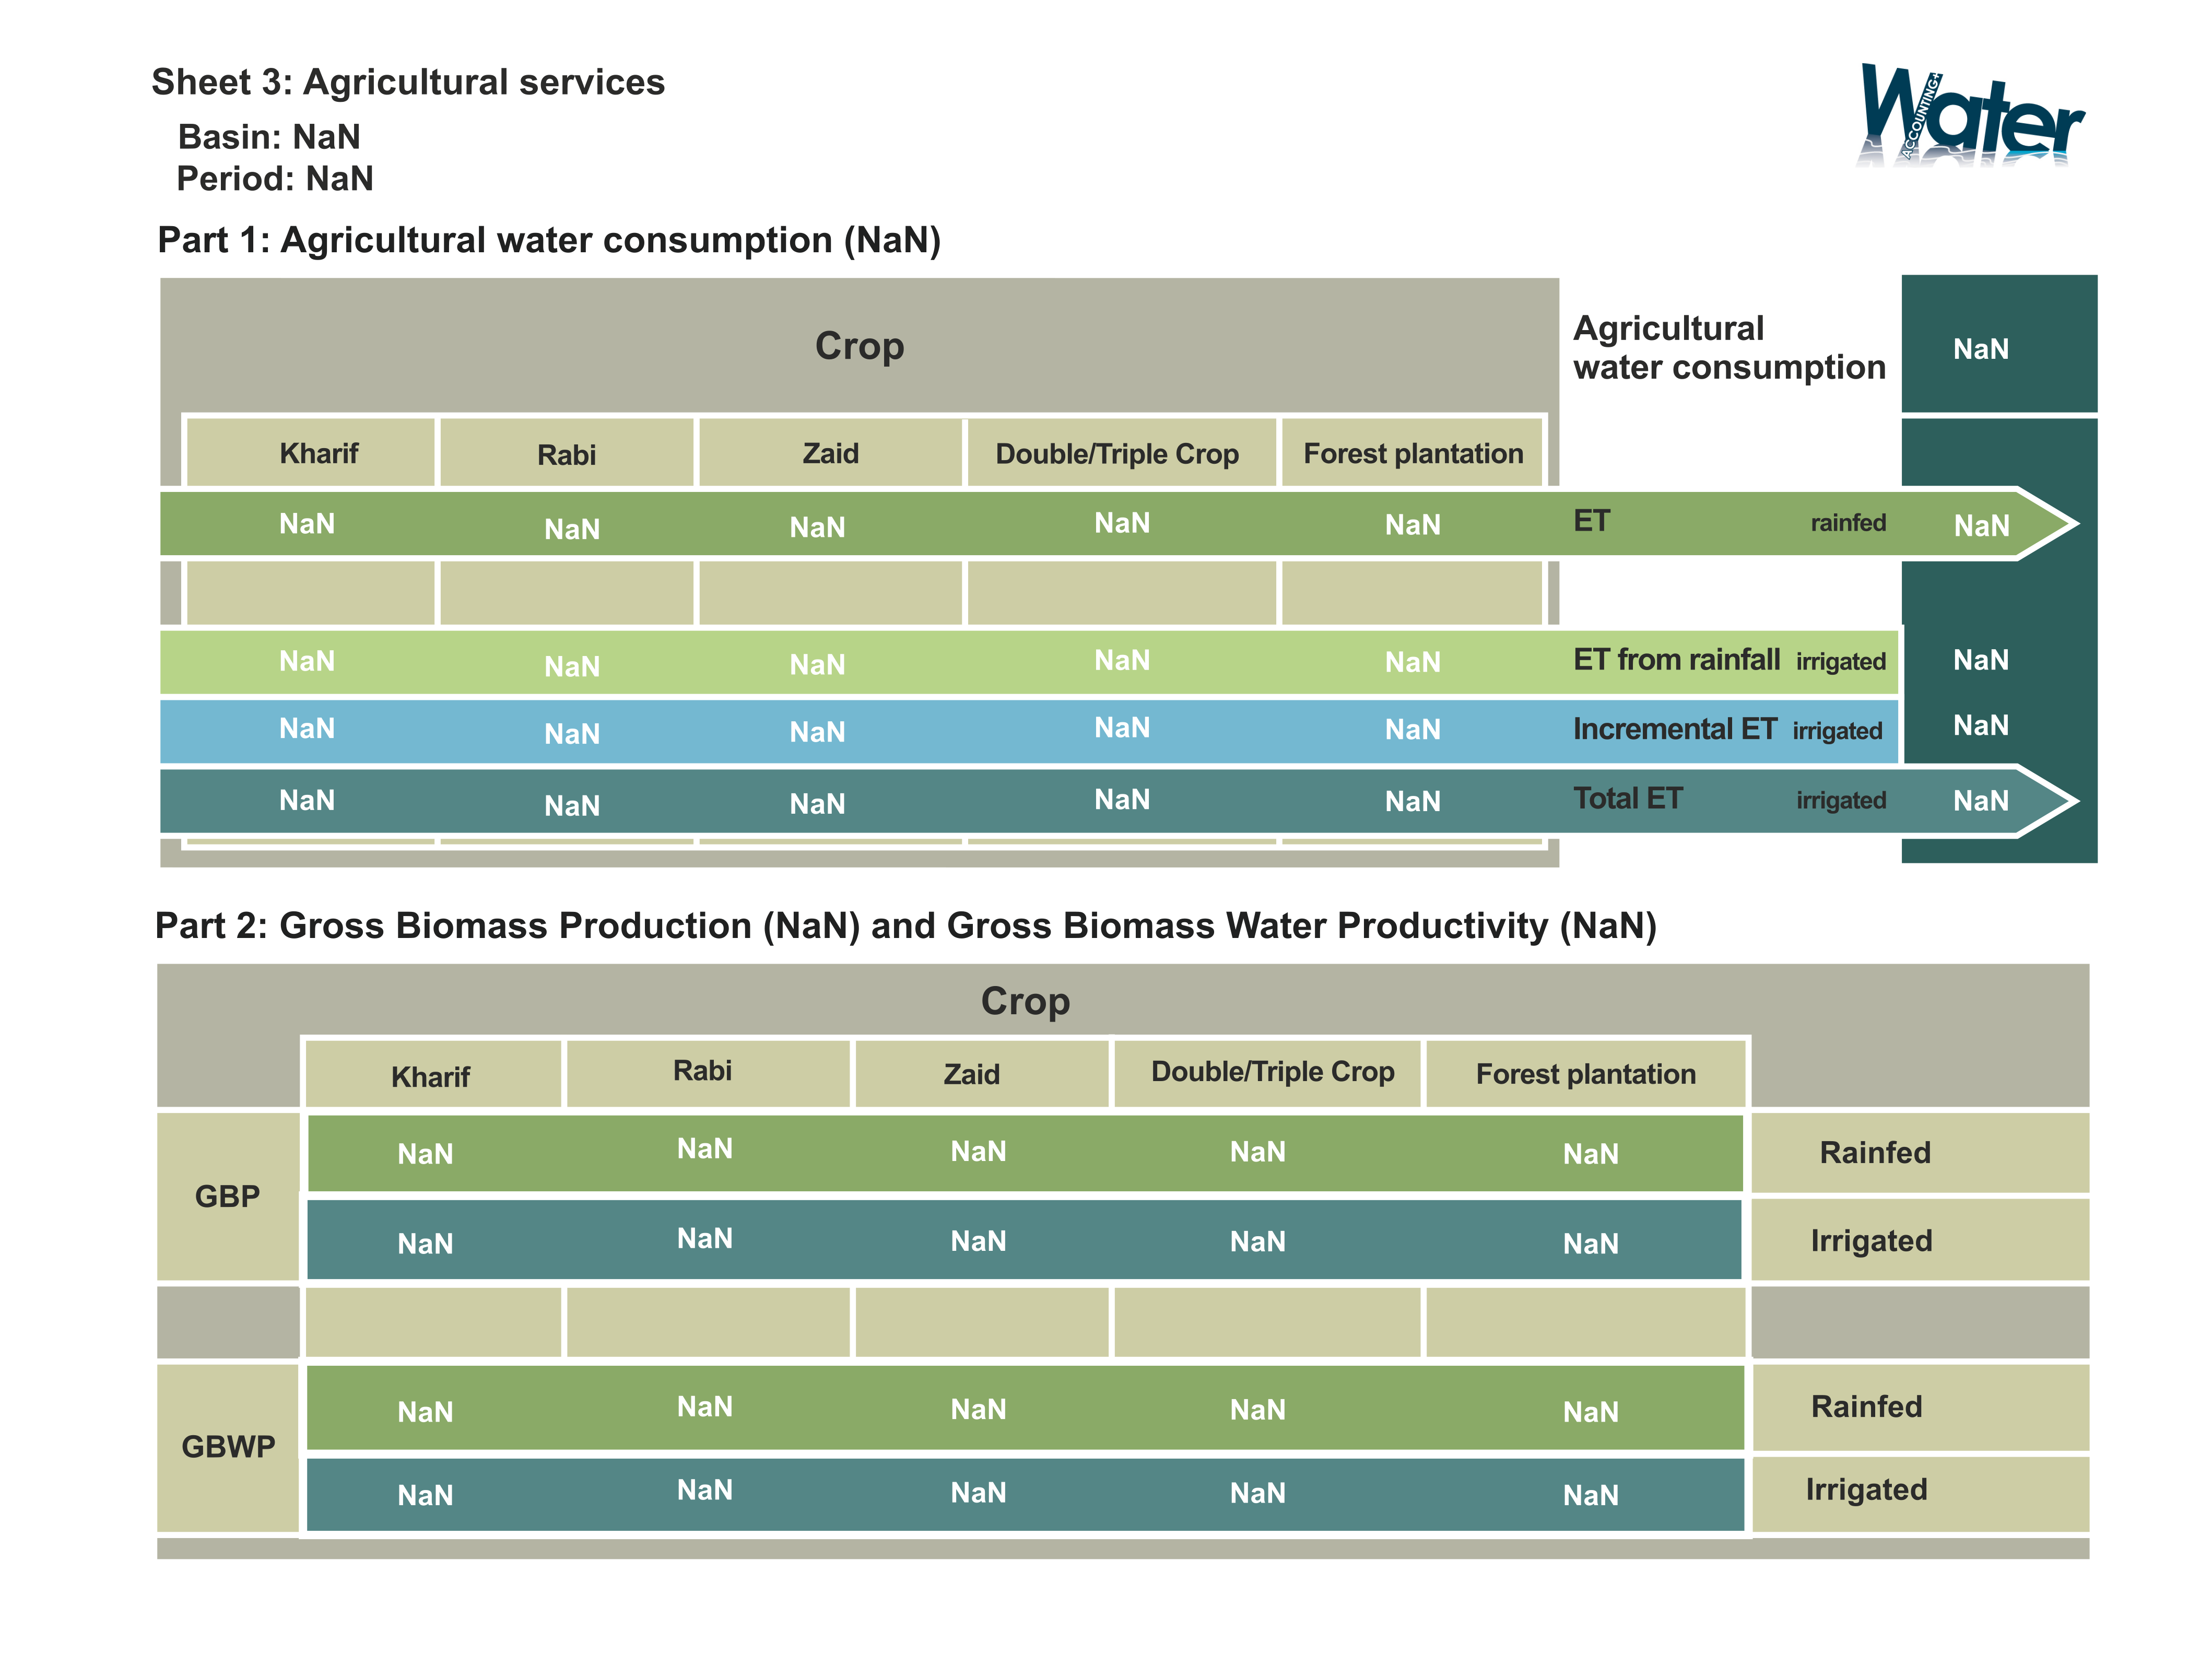 Sheet 3: Agricultural services
Basin: NaN
Period: NaN
Water
ACCOUNTING+
Part 1: Agricultural water consumption (NaN)
Crop
Agricultural
water consumption
NaN
Kharif Rabi Zaid Double/Triple Crop Forest plantation
NaN NaN NaN NaN NaN ET rainfed NaN
NaN NaN NaN NaN NaN ET from rainfall irrigated NaN
NaN NaN NaN NaN NaN Incremental ET irrigated NaN
NaN NaN NaN NaN NaN Total ET irrigated NaN
Part 2: Gross Biomass Production (NaN) and Gross Biomass Water Productivity (NaN)
Crop
Kharif Rabi Zaid Double/Triple Crop Forest plantation
GBP
NaN NaN NaN NaN NaN Rainfed
NaN NaN NaN NaN NaN Irrigated
GBWP
NaN NaN NaN NaN NaN Rainfed
NaN NaN NaN NaN NaN Irrigated